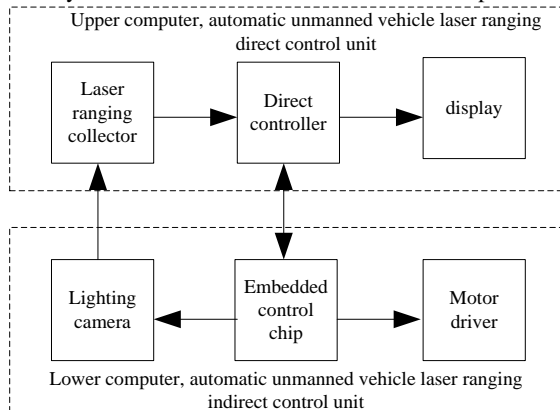 Upper computer, automatic unmanned vehicle laser ranging
direct control unit
Laser
ranging
collector
Direct
controller
display
Lighting
camera
Embedded
control
chip
Motor
driver
Lower computer, automatic unmanned vehicle laser ranging
indirect control unit